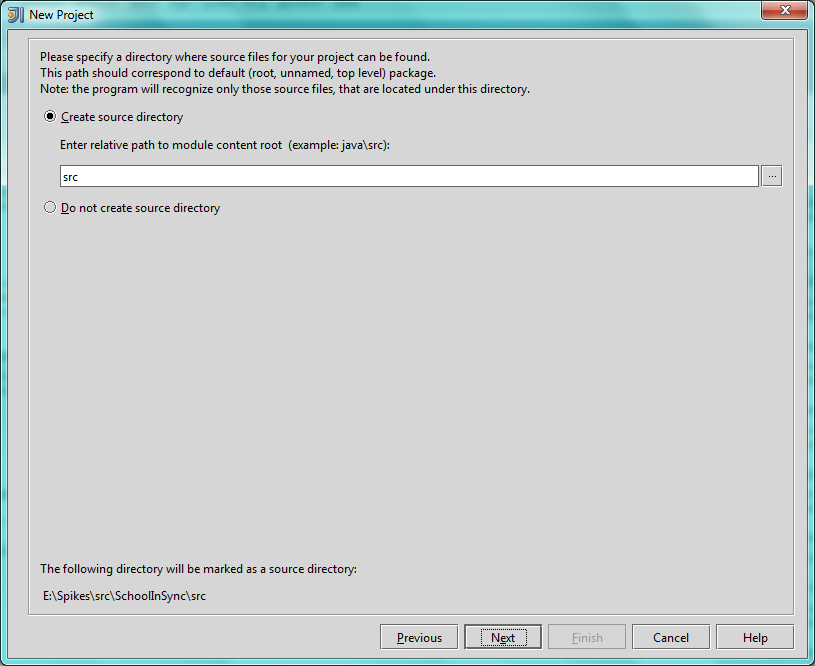 New Project
Please specify a directory where source files for your project can be found.
This path should correspond to default (root, unnamed, top level) package.
Note: the program will recognize only those source files, that are located under this directory.
Create source directory
Enter relative path to module content root (example: java\src):
src
...
Do not create source directory
The following directory will be marked as a source directory:
E:\Spikes\src\SchoolInSync\src
Previous
Next
Finish
Cancel
Help